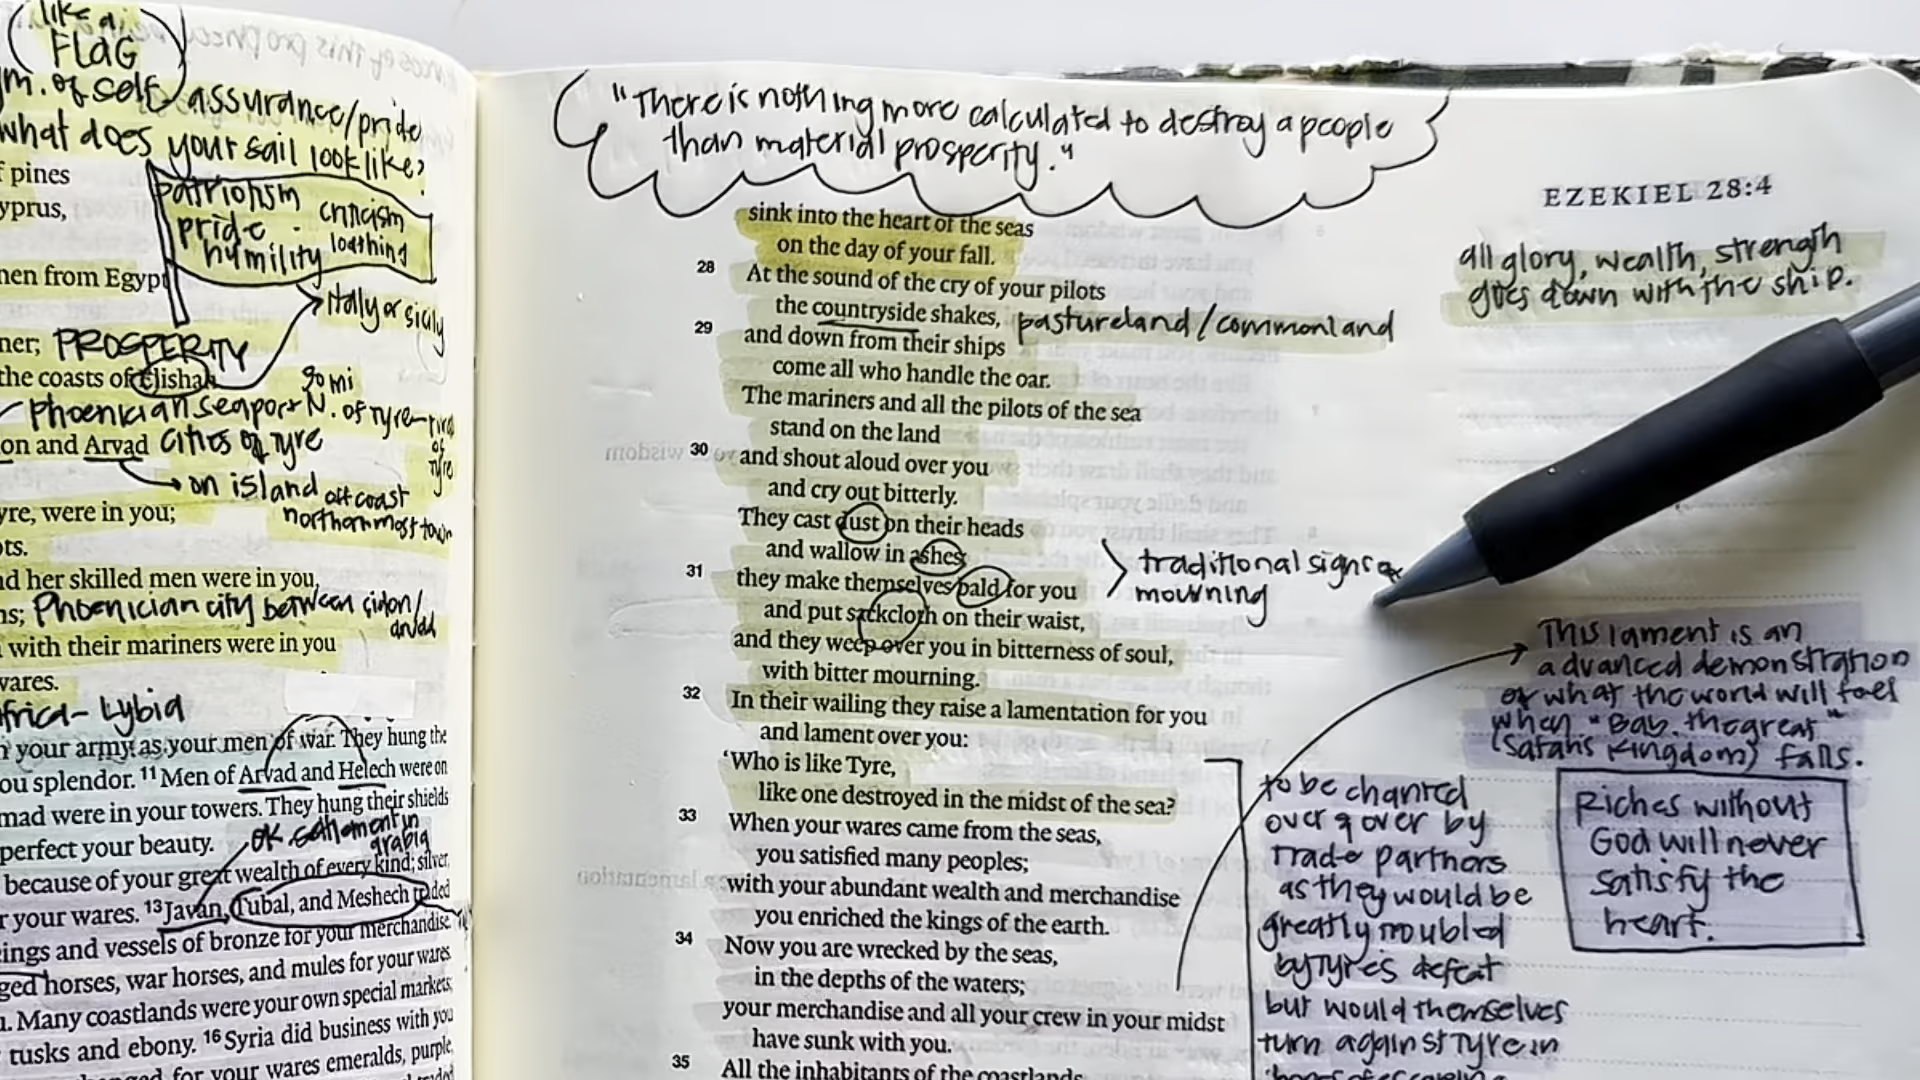 like a
FLAG
m. of self assurance/pride
what does your sail look like?
patriotism
pride
humility
criticism
loathing
f pines
yprus,
nen from Egypt
Italy or sicily
ner; PROSPERITY
the coasts of Elishah
Phoenician seaport N. of Tyre
90 mi
on and Arvad cities of Tyre
of
Tyre
on island off coast
northernmost town
yre, were in you;
ots.
nd her skilled men were in you,
ns; Phoenician city between sidon/
arvad
with their mariners were in you
wares.
africa - Lybia
your army as your men of war. They hung the
ou splendor. 11 Men of Arvad and Helech were on
mad were in your towers. They hung their shields
perfect your beauty.
settlement in
arabia
because of your great wealth of every kind; silver,
r your wares. 13 Javan, Tubal, and Meshech traded
eings and vessels of bronze for your merchandise.
horses, war horses, and mules for your wares.
Many coastlands were your own special markets;
tusks and ebony. 16 Syria did business with you
for your wares emeralds, purple,
"There is nothing more calculated to destroy a people
than material prosperity."
EZEKIEL 28:4
sink into the heart of the seas
on the day of your fall.
28 At the sound of the cry of your pilots
the countryside shakes, pastureland/commonland
29 and down from their ships
come all who handle the oar.
The mariners and all the pilots of the sea
stand on the land
30 and shout aloud over you
and cry out bitterly.
They cast dust on their heads
and wallow in ashes;
31 they make themselves bald for you
and put sackcloth on their waist,
and they weep over you in bitterness of soul,
with bitter mourning.
32 In their wailing they raise a lamentation for you
and lament over you:
'Who is like Tyre,
like one destroyed in the midst of the sea?
33 When your wares came from the seas,
you satisfied many peoples;
with your abundant wealth and merchandise
you enriched the kings of the earth.
34 Now you are wrecked by the seas,
in the depths of the waters;
your merchandise and all your crew in your midst
have sunk with you.
35 All the inhabitants of the coastlands
all glory, wealth, strength
goes down with the ship.
traditional signs of
mourning
This lament is an
advanced demonstration
of what the world will feel
when "Bab. the great"
(Satan's Kingdom) falls.
to be chanted
over & over by
trade partners
as they would be
greatly troubled
by Tyre's defeat
but would themselves
turn against Tyre in
Riches without
God will never
satisfy the
heart.